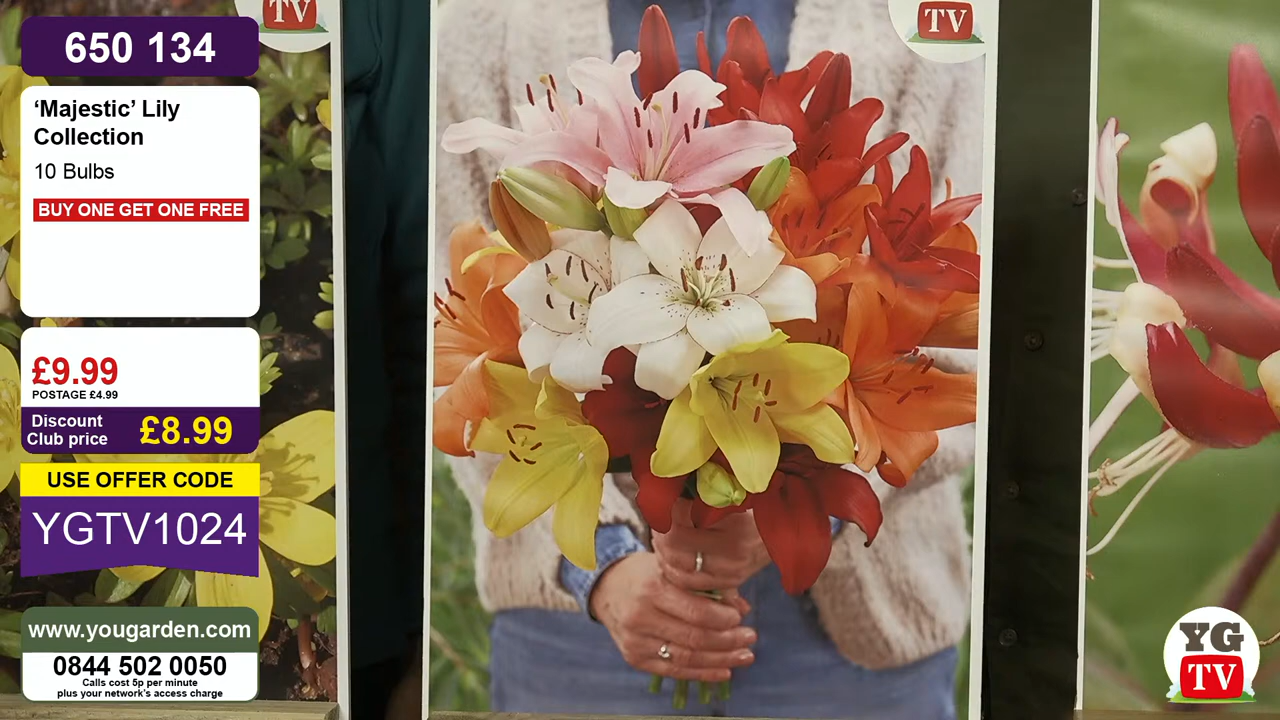 650 134
‘Majestic’ Lily
Collection
10 Bulbs
BUY ONE GET ONE FREE
£9.99
POSTAGE £4.99
Discount
Club price £8.99
USE OFFER CODE
YGTV1024
www.yougarden.com
0844 502 0050
Calls cost 5p per minute
plus your network's access charge
TV
TV
YG
TV